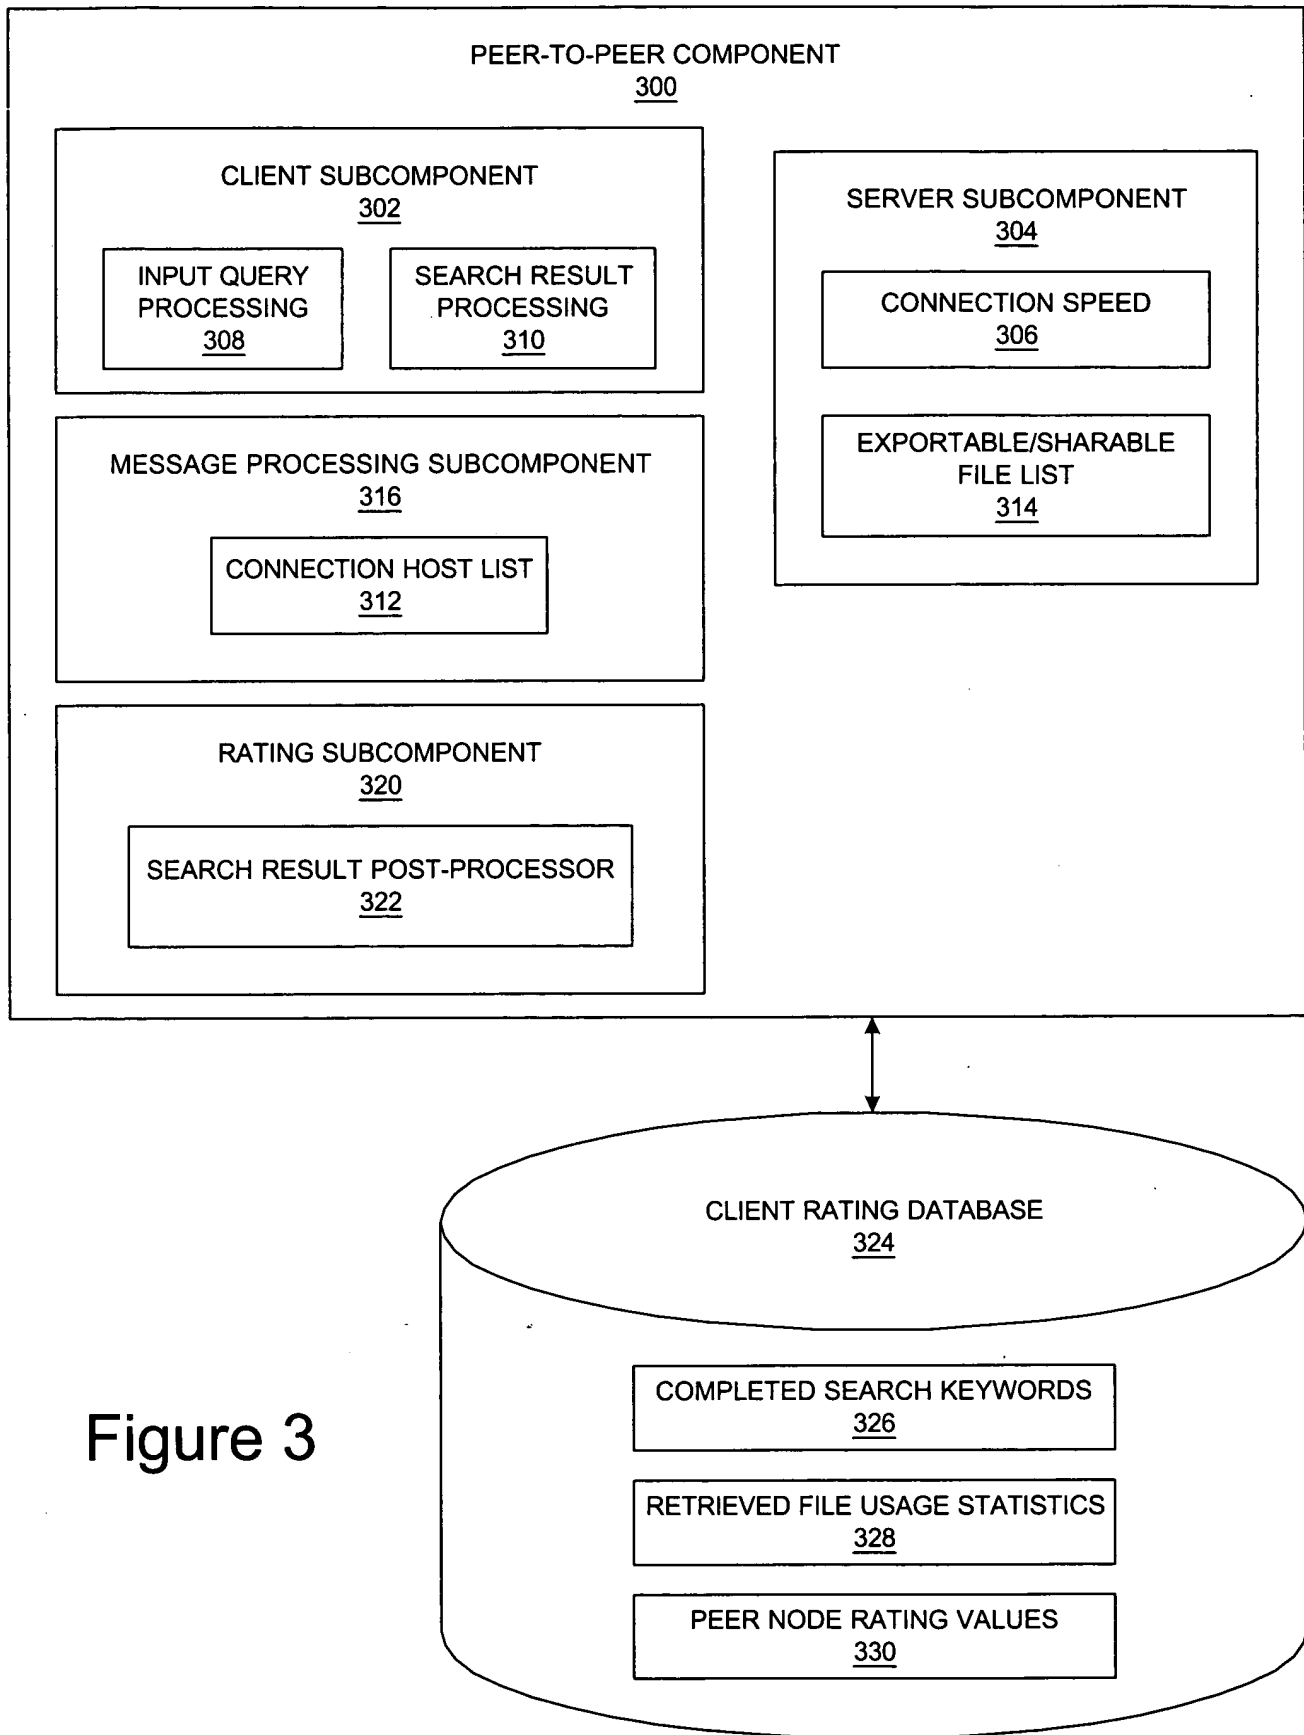 PEER-TO-PEER COMPONENT
300
CLIENT SUBCOMPONENT
302
INPUT QUERY
PROCESSING
308
SEARCH RESULT
PROCESSING
310
SERVER SUBCOMPONENT
304
CONNECTION SPEED
306
EXPORTABLE/SHARABLE
FILE LIST
314
MESSAGE PROCESSING SUBCOMPONENT
316
CONNECTION HOST LIST
312
RATING SUBCOMPONENT
320
SEARCH RESULT POST-PROCESSOR
322
CLIENT RATING DATABASE
324
COMPLETED SEARCH KEYWORDS
326
RETRIEVED FILE USAGE STATISTICS
328
PEER NODE RATING VALUES
330
Figure 3